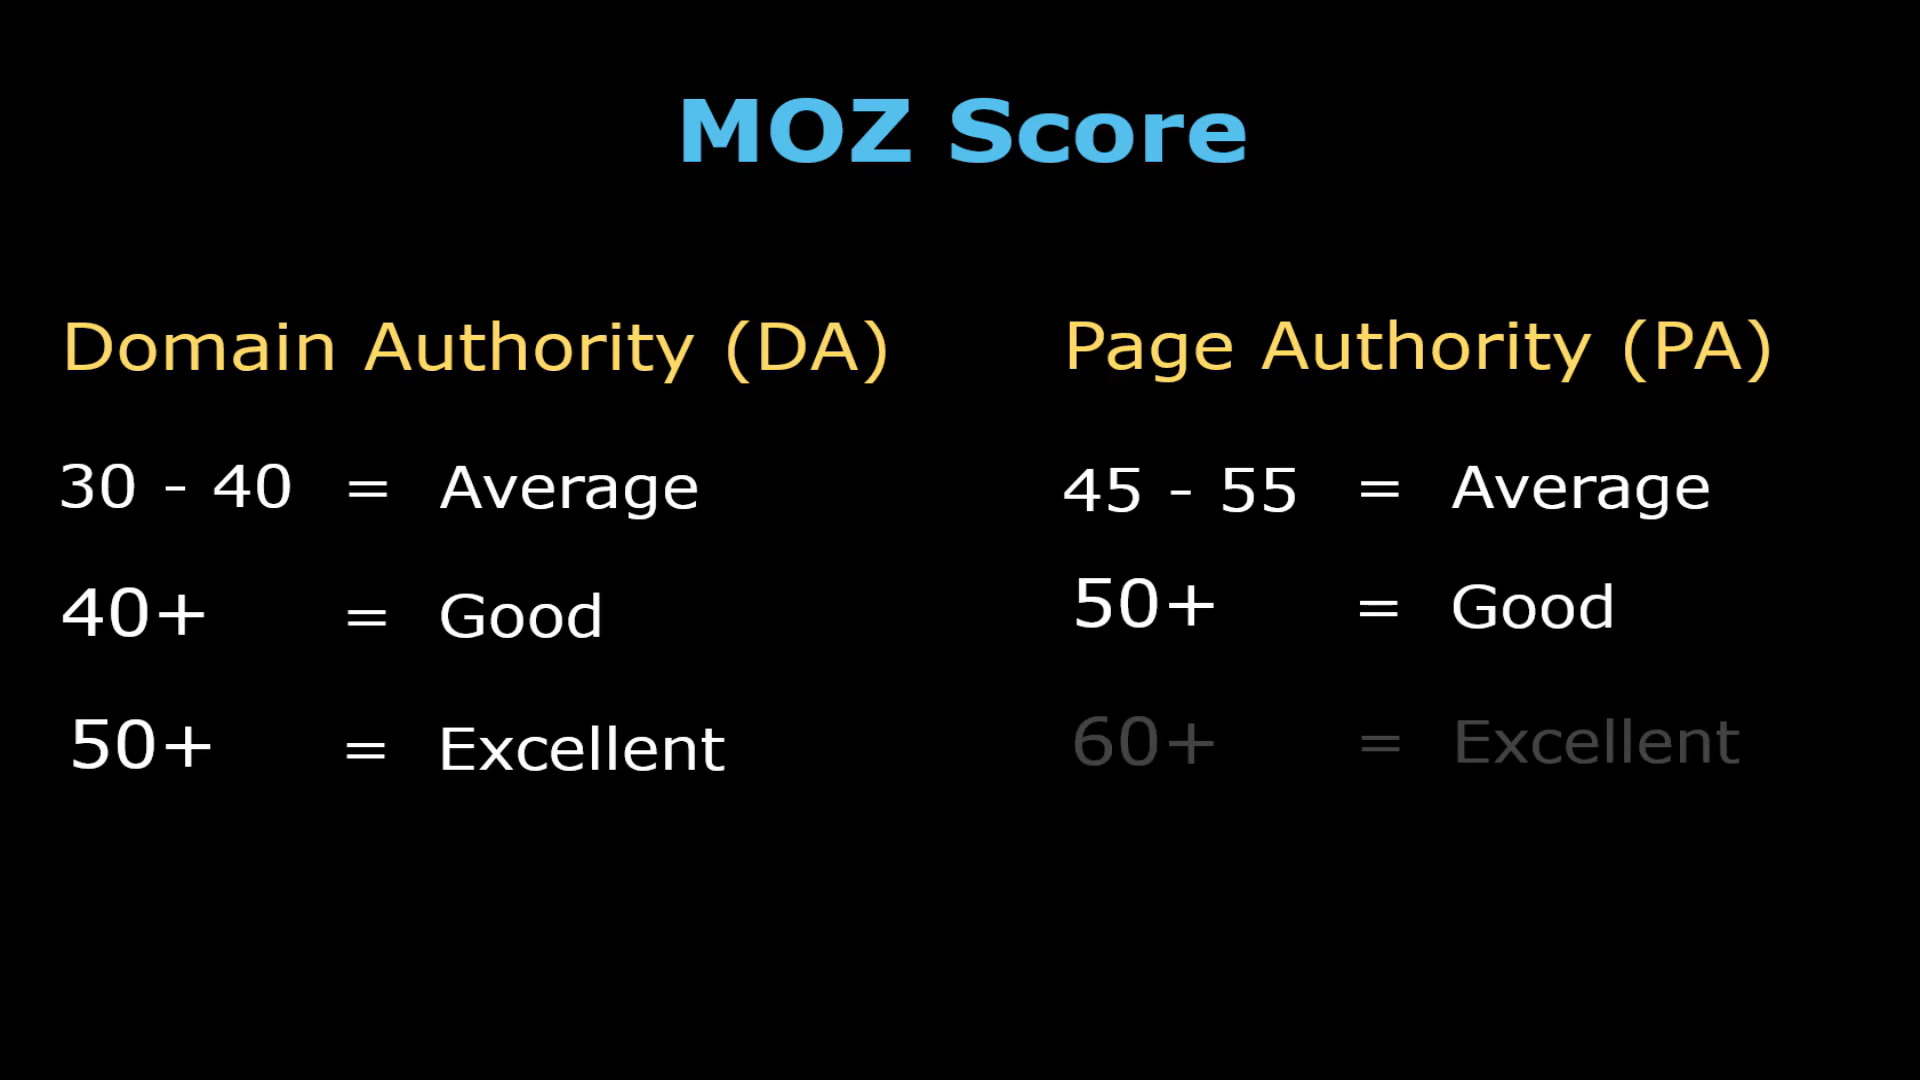 MOZ Score
Domain Authority (DA)
30 - 40 = Average
40+ = Good
50+ = Excellent
Page Authority (PA)
45 - 55 = Average
50+ = Good
60+ = Excellent